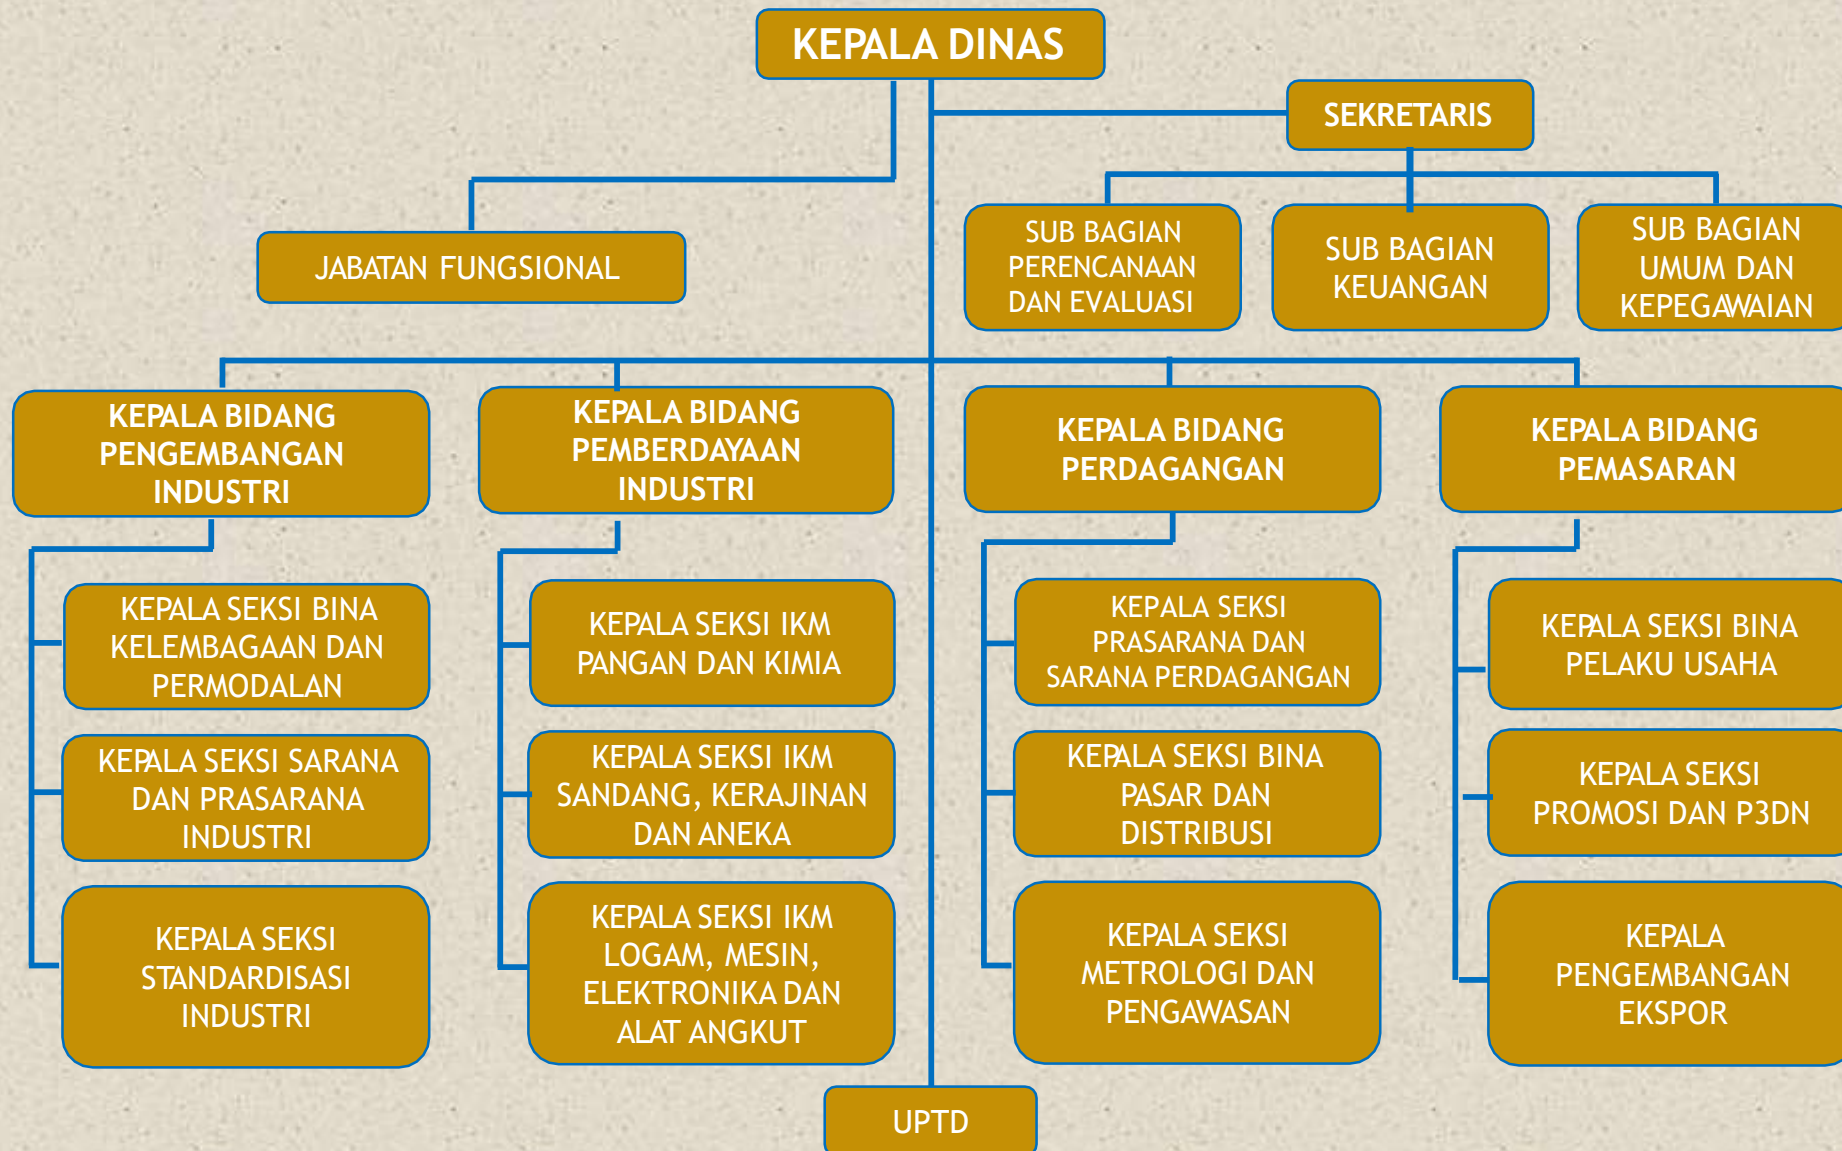 KEPALA DINAS
SEKRETARIS
JABATAN FUNGSIONAL
SUB BAGIAN
PERENCANAAN
DAN EVALUASI
SUB BAGIAN
KEUANGAN
SUB BAGIAN
UMUM DAN
KEPEGAWAIAN
KEPALA BIDANG
PENGEMBANGAN
INDUSTRI
KEPALA BIDANG
PEMBERDAYAAN
INDUSTRI
KEPALA BIDANG
PERDAGANGAN
KEPALA BIDANG
PEMASARAN
KEPALA SEKSI BINA
KELEMBAGAAN DAN
PERMODALAN
KEPALA SEKSI IKM
PANGAN DAN KIMIA
KEPALA SEKSI
PRASARANA DAN
SARANA PERDAGANGAN
KEPALA SEKSI BINA
PELAKU USAHA
KEPALA SEKSI SARANA
DAN PRASARANA
INDUSTRI
KEPALA SEKSI IKM
SANDANG, KERAJINAN
DAN ANEKA
KEPALA SEKSI BINA
PASAR DAN
DISTRIBUSI
KEPALA SEKSI
PROMOSI DAN P3DN
KEPALA SEKSI
STANDARDISASI
INDUSTRI
KEPALA SEKSI IKM
LOGAM, MESIN,
ELEKTRONIKA DAN
ALAT ANGKUT
KEPALA SEKSI
METROLOGI DAN
PENGAWASAN
KEPALA
PENGEMBANGAN
EKSPOR
UPTD